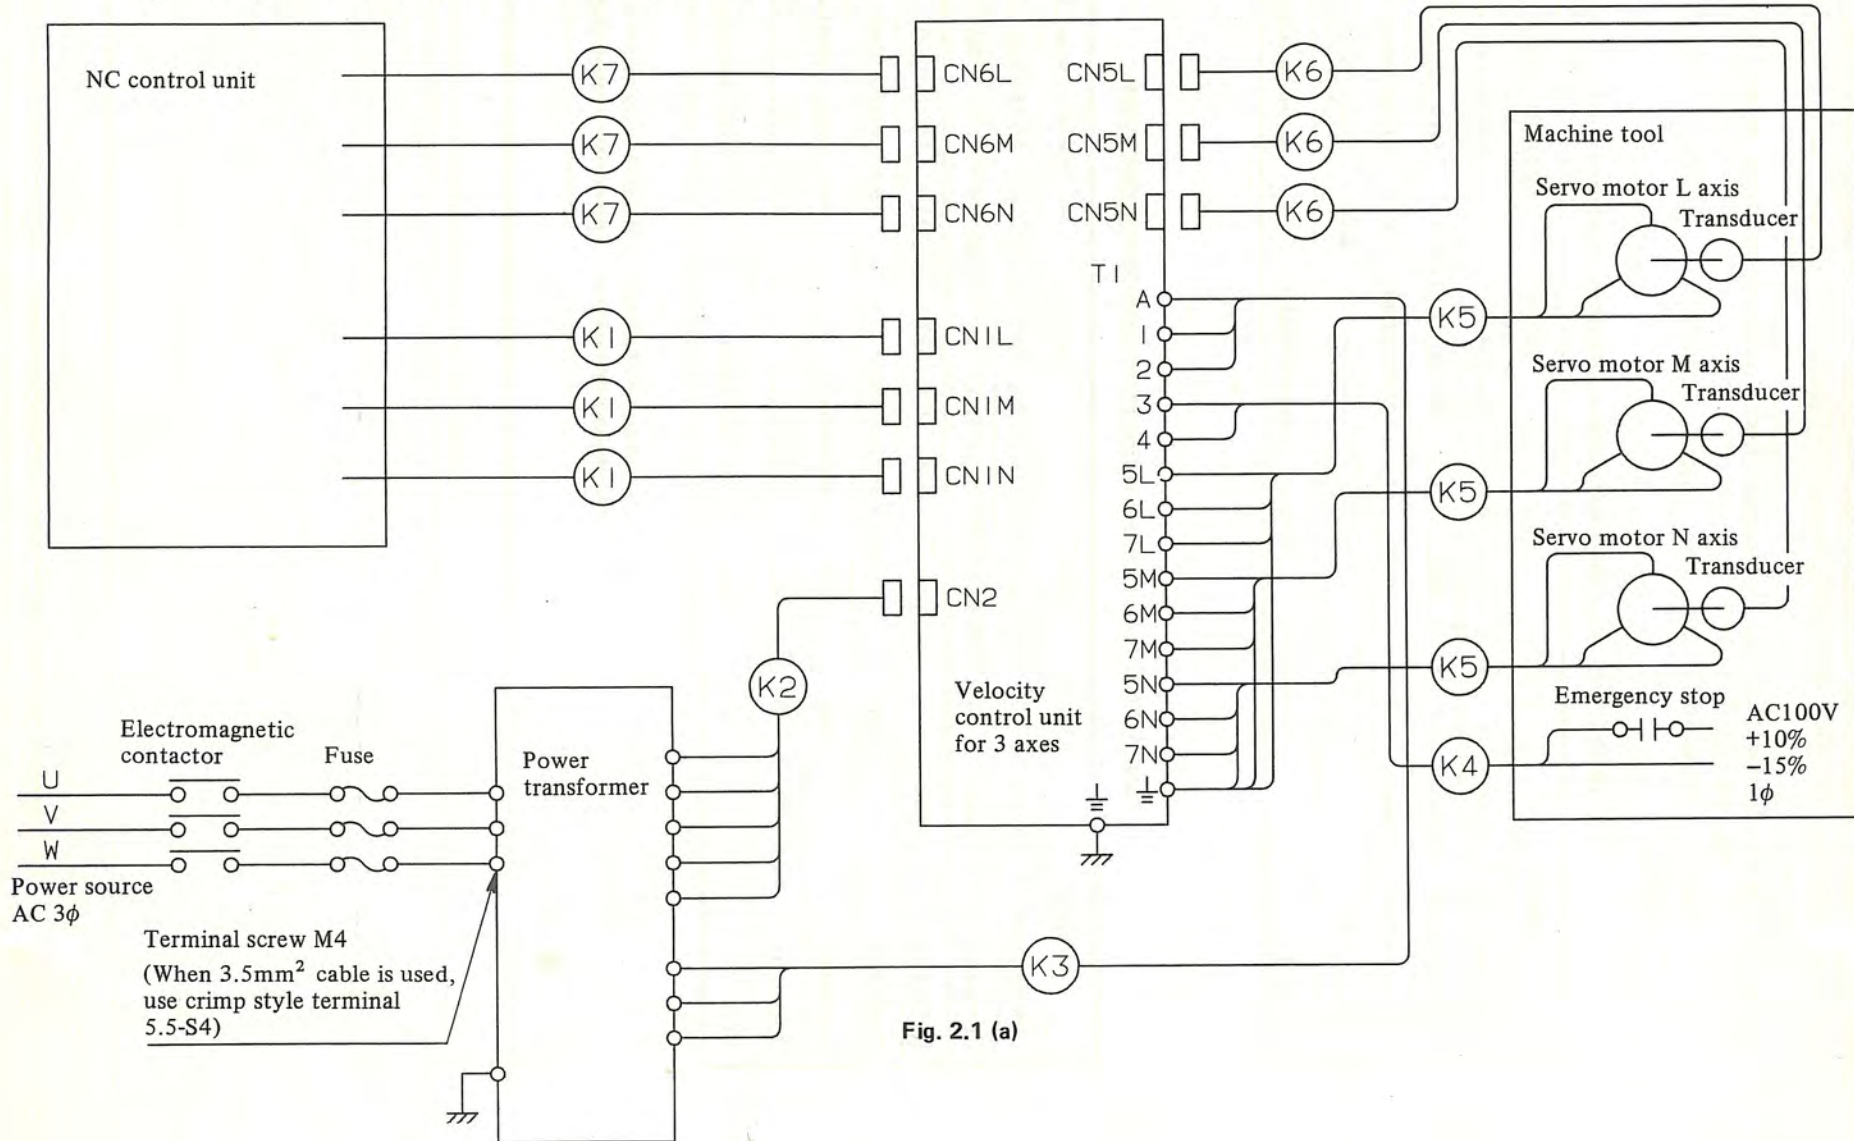 NC control unit
K7
CN6L
CN5L
K6
K7
CN6M
CN5M
K6
Machine tool
K7
CN6N
CN5N
K6
Servo motor L axis
Transducer
T1
A
K1
CN1L
1
K5
2
Servo motor M axis
Transducer
K1
CN1M
3
4
K1
CN1N
5L
K5
6L
7L
Servo motor N axis
Transducer
CN2
5M
6M
7M
K2
Velocity
control unit
for 3 axes
5N
K5
6N
7N
Emergency stop
AC100V
+10%
−15%
1ϕ
K4
Electromagnetic
contactor
Fuse
Power
transformer
U
V
W
Power source
AC 3ϕ
Terminal screw M4
(When 3.5mm² cable is used,
use crimp style terminal
5.5-S4)
K3
Fig. 2.1 (a)